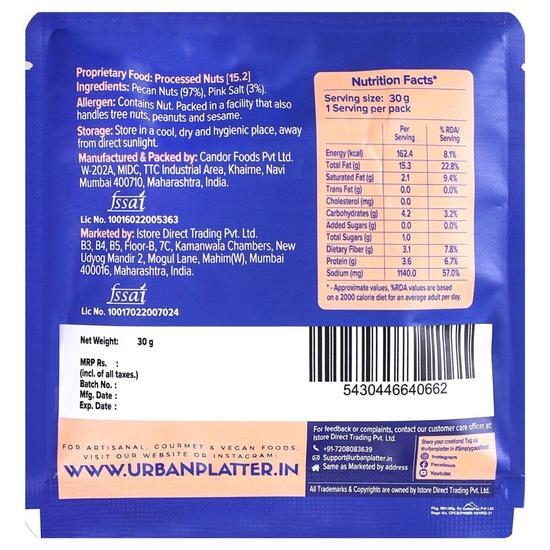 Proprietary Food: Processed Nuts [15.2]
Ingredients: Pecan Nuts (97%), Pink Salt (3%).
Allergen: Contains Nut. Packed in a facility that also
handles tree nuts, peanuts and sesame.
Storage: Store in a cool, dry and hygienic place, away
from direct sunlight.
Manufactured & Packed by: Candor Foods Pvt Ltd.
W-202A, MIDC, TTC Industrial Area, Khairne, Navi
Mumbai 400710, Maharashtra, India.
fssai
Lic No. 10016022005363
Marketed by: Istore Direct Trading Pvt. Ltd.
B3, B4, B5, Floor-B, 7C, Kamanwala Chambers, New
Udyog Mandir 2, Mogul Lane, Mahim(W), Mumbai
400016, Maharashtra, India.
fssai
Lic No. 10017022007024
Nutrition Facts*
Serving size: 30 g
1 Serving per pack
Per Serving %RDA/ Serving
Energy (kcal) 162.4 8.1%
Total Fat (g) 15.3 22.8%
Saturated Fat (g) 2.1 9.4%
Trans Fat (g) 0.0 0.0%
Cholesterol (mg) 0.0
Carbohydrates (g) 4.2 3.2%
Added Sugars (g) 0.0 0.0%
Total Sugars (g) 1.0
Dietary Fiber (g) 3.1 7.8%
Protein (g) 3.6 6.7%
Sodium (mg) 1140.0 57.0%
* - Approximate values, %RDA values are based
on a 2000 calorie diet for an average adult per day.
Net Weight: 30 g
MRP Rs. :
(incl. of all taxes.)
Batch No. :
Mfg. Date :
Exp. Date :
5430446640662
FOR ARTISANAL, GOURMET & VEGAN FOODS,
VISIT OUR WEBSITE OR INSTAGRAM:
WWW.URBANPLATTER.IN
For feedback or complaints, contact our customer care officer at:
Istore Direct Trading Pvt. Ltd.
+91-7208083639
Support@urbanplatter.in
Same as Marketed by address
Share your creations! Tag us
@urbanplatter.in #Simplygoodfood
Instagram
Facebook
Youtube
All Trademarks & Copyrights are owned by Istore Direct Trading Pvt. Ltd.